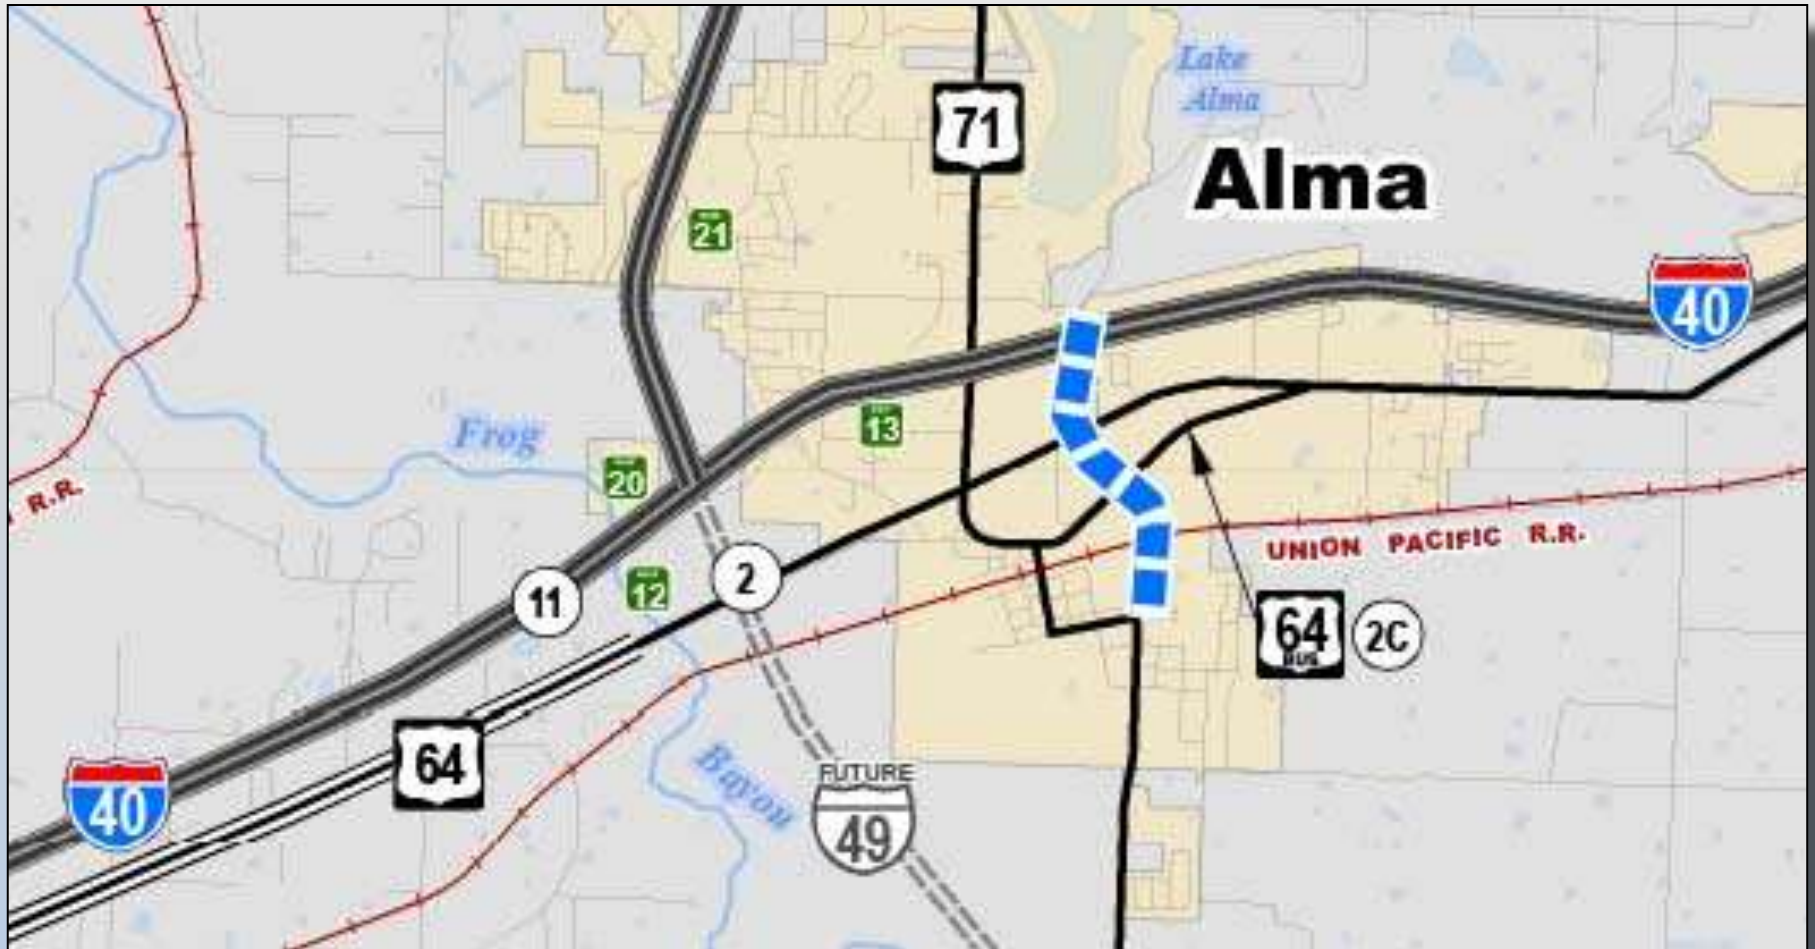 71
Lake
Alma
Alma
21
40
13
Frog
20
R.R.
UNION PACIFIC R.R.
2
12
11
64
BUS
2C
64
Bayou
FUTURE
49
40